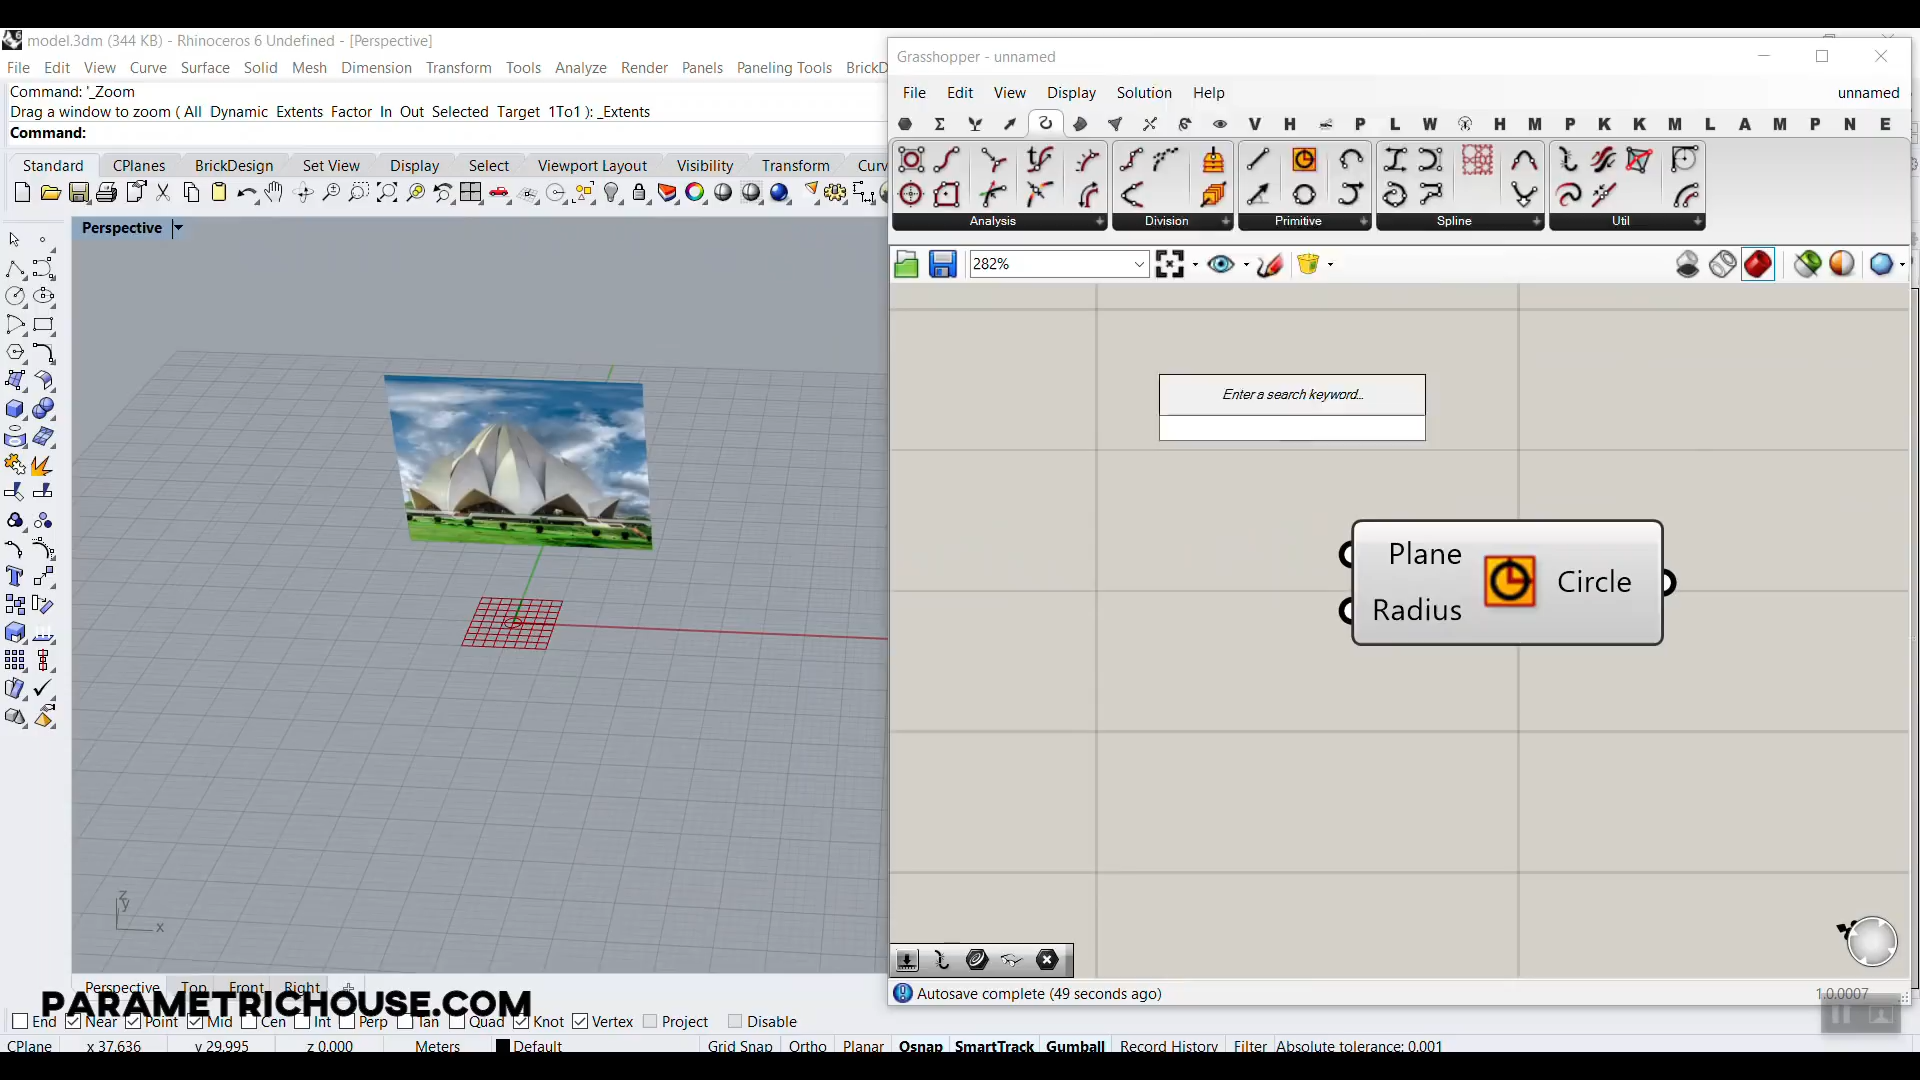 model.3dm (344 KB) - Rhinoceros 6 Undefined - [Perspective]
File Edit View Curve Surface Solid Mesh Dimension Transform Tools Analyze Render Panels Paneling Tools BrickD
Command: '_Zoom
Drag a window to zoom ( All Dynamic Extents Factor In Out Selected Target 1To1 ): _Extents
Command:
Standard CPlanes BrickDesign Set View Display Select Viewport Layout Visibility Transform Curv
Perspective
z
y
x
Perspective Top Front Right
PARAMETRICHOUSE.COM
End Near Point Mid Cen Int Perp Tan Quad Knot Vertex Project Disable
CPlane x 37.636 y 29.995 z 0.000 Meters Default Grid Snap Ortho Planar Osnap SmartTrack Gumball Record History Filter Absolute tolerance: 0.001
Grasshopper - unnamed
File Edit View Display Solution Help unnamed
V H P L W H M P K K M L A M P N E
Analysis Division Primitive Spline Util
282%
Enter a search keyword...
Plane
Radius
Circle
Autosave complete (49 seconds ago)
1.0.0007